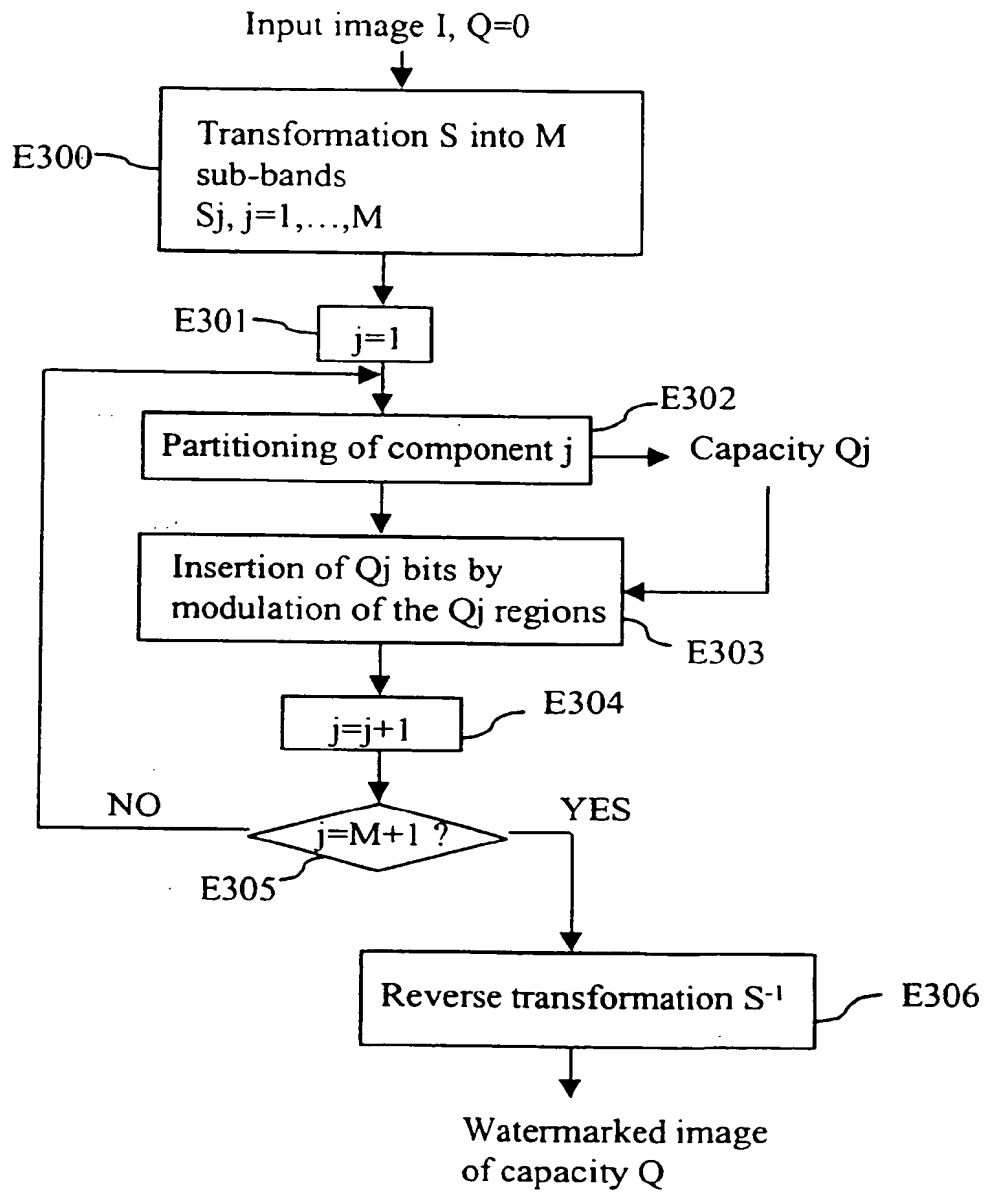 Input image I, Q=0
Transformation S into M
sub-bands
Sj, j=1,...,M
E300
E301
j=1
E302
Partitioning of component j
Capacity Qj
Insertion of Qj bits by
modulation of the Qj regions
E303
E304
j=j+1
NO
YES
j=M+1 ?
E305
Reverse transformation S⁻¹
E306
Watermarked image
of capacity Q